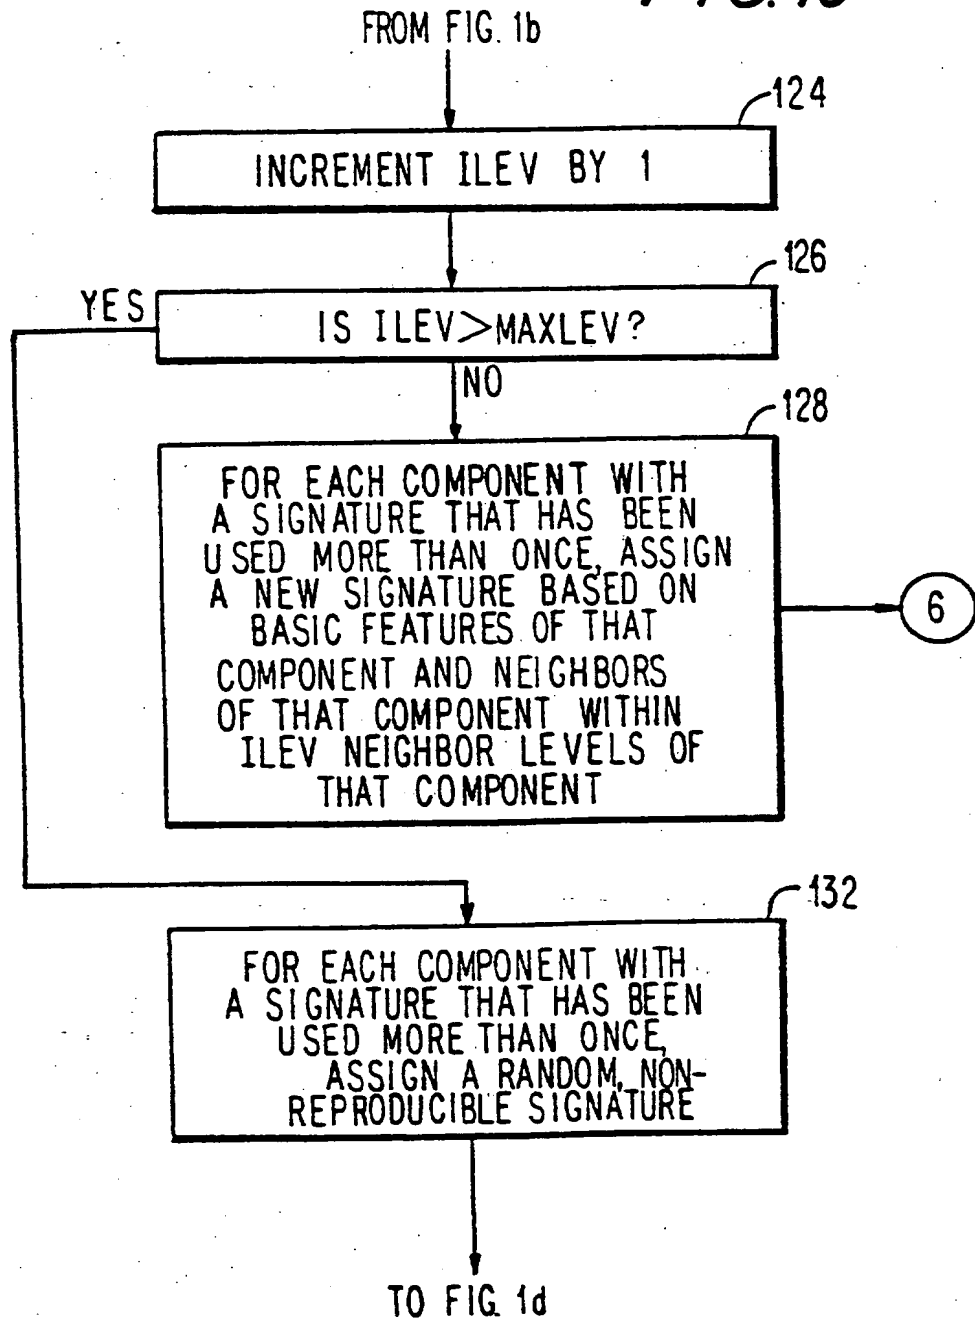 FROM FIG. 1b
124
INCREMENT ILEV BY 1
126
YES
IS ILEV>MAXLEV?
NO
128
FOR EACH COMPONENT WITH
A SIGNATURE THAT HAS BEEN
USED MORE THAN ONCE, ASSIGN
A NEW SIGNATURE BASED ON
BASIC FEATURES OF THAT
COMPONENT AND NEIGHBORS
OF THAT COMPONENT WITHIN
ILEV NEIGHBOR LEVELS OF
THAT COMPONENT
6
132
FOR EACH COMPONENT WITH
A SIGNATURE THAT HAS BEEN
USED MORE THAN ONCE,
ASSIGN A RANDOM, NON-
REPRODUCIBLE SIGNATURE
TO FIG. 1d